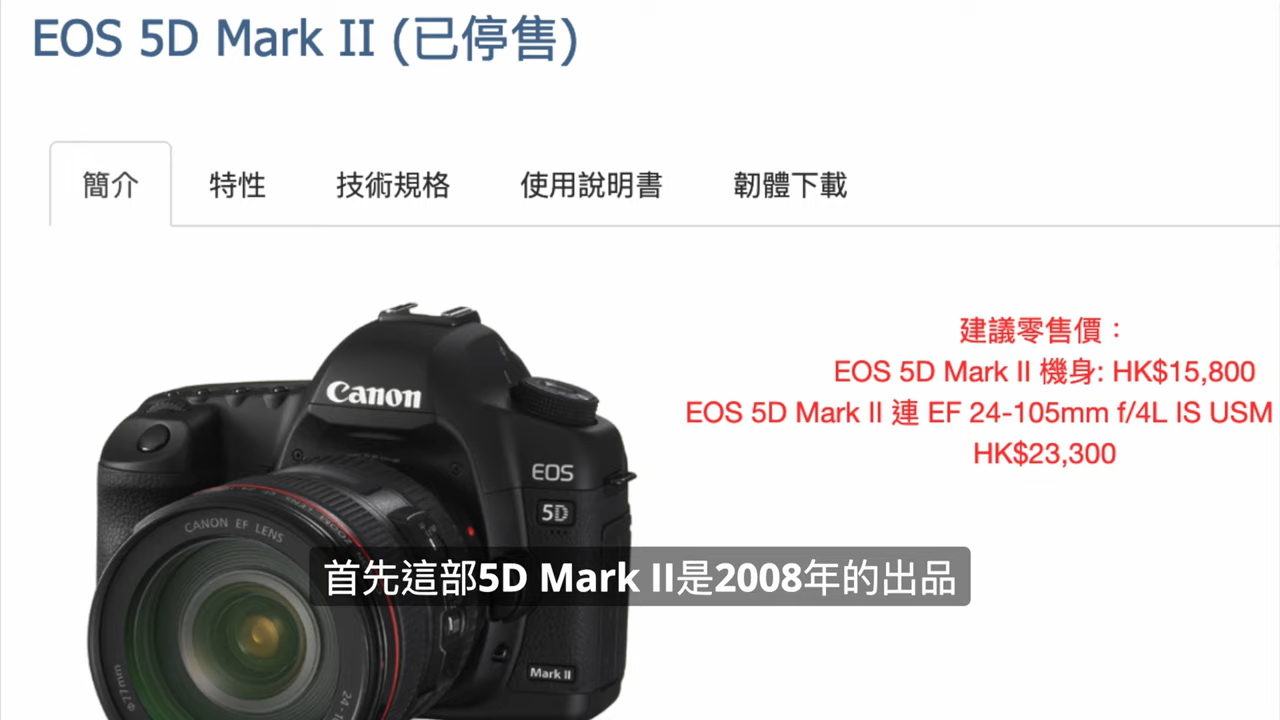 EOS 5D Mark II (已停售)
簡介
特性
技術規格
使用說明書
韌體下載
建議零售價：
EOS 5D Mark II 機身: HK$15,800
EOS 5D Mark II 連 EF 24-105mm f/4L IS USM
HK$23,300
Canon
EOS
5D
CANON EF LENS
首先這部5D Mark II是2008年的出品
Mark II
Φ77mm